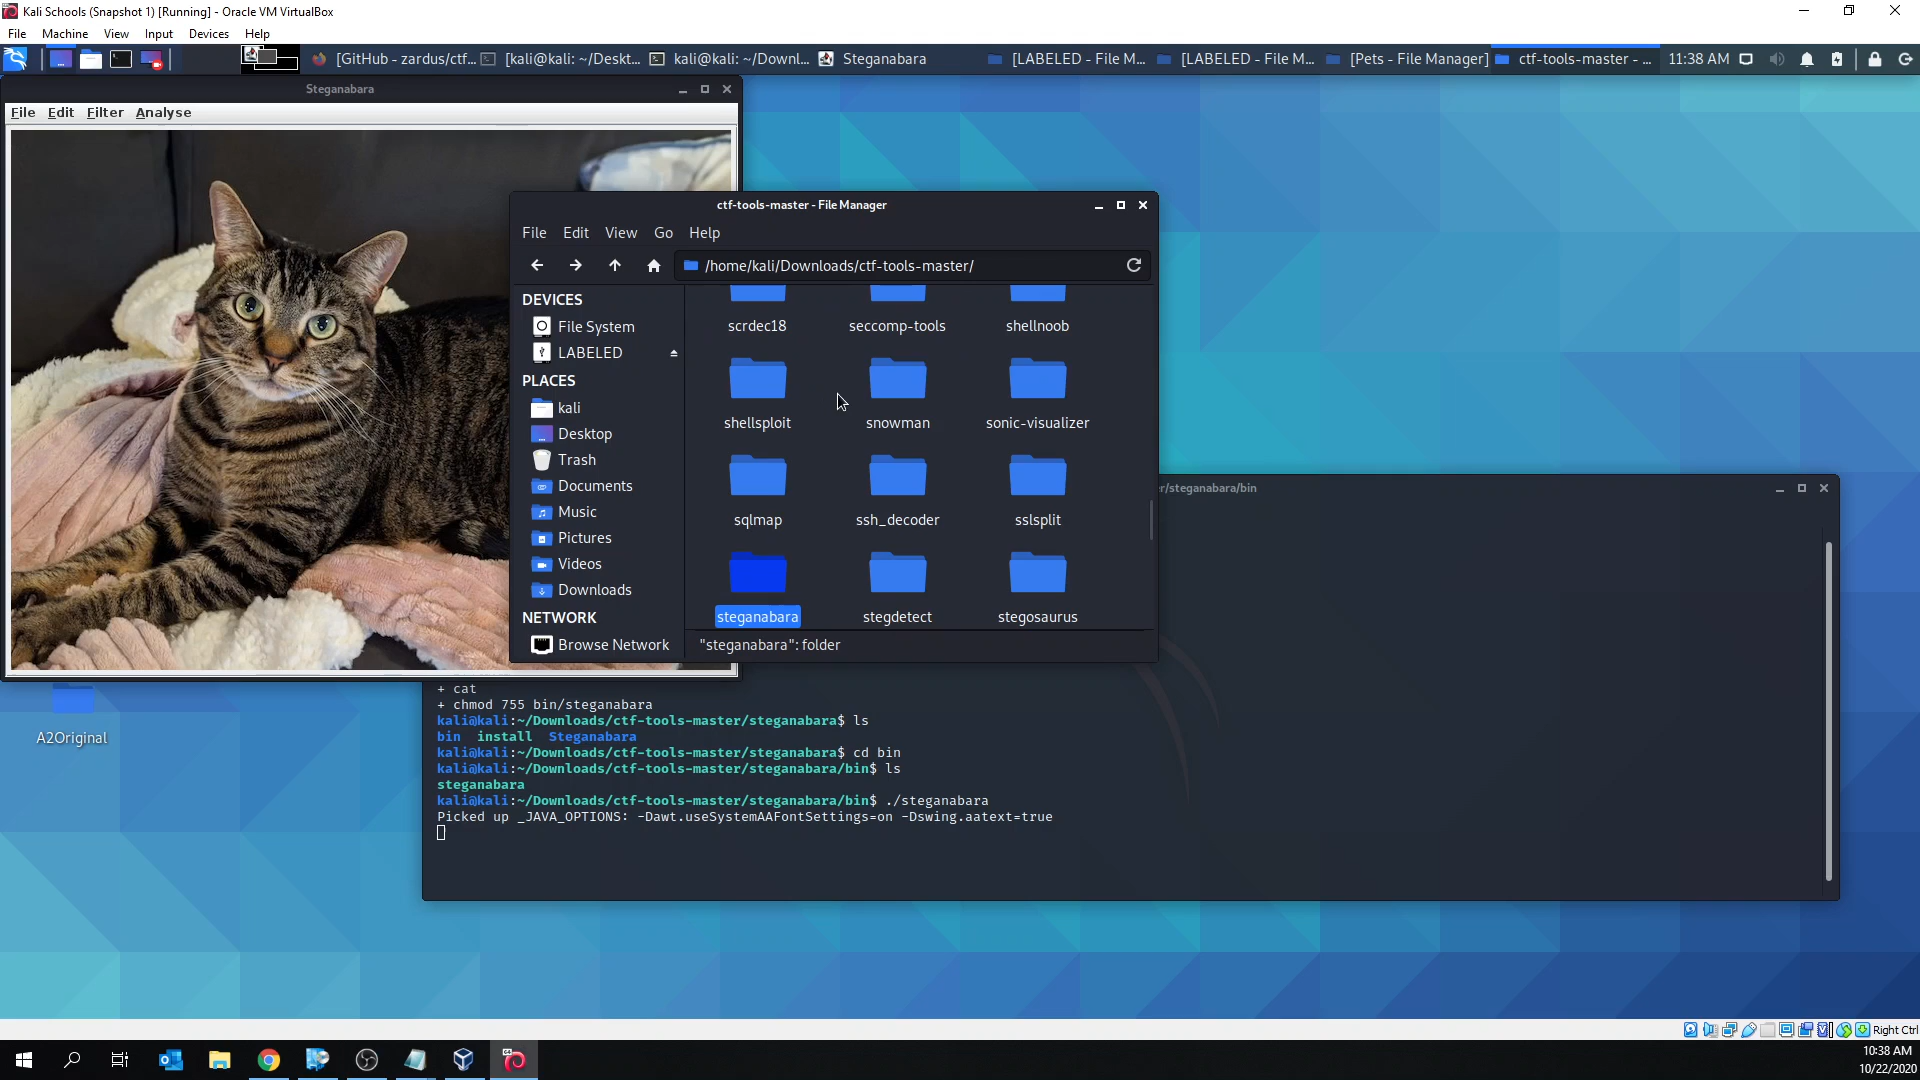 Kali Schools (Snapshot 1) [Running] - Oracle VM VirtualBox
File Machine View Input Devices Help
[GitHub - zardus/ctf... [kali@kali: ~/Deskt... kali@kali: ~/Downl... Steganabara [LABELED - File M... [LABELED - File M... [Pets - File Manager] ctf-tools-master - ... 11:38 AM
Steganabara
File Edit Filter Analyse
ctf-tools-master - File Manager
File Edit View Go Help
/home/kali/Downloads/ctf-tools-master/
DEVICES
File System
LABELED
PLACES
kali
Desktop
Trash
Documents
Music
Pictures
Videos
Downloads
NETWORK
Browse Network
scrdec18 seccomp-tools shellnoob
shellsploit snowman sonic-visualizer
sqlmap ssh_decoder sslsplit
steganabara stegdetect stegosaurus
"steganabara": folder
r/steganabara/bin
+ cat
+ chmod 755 bin/steganabara
kali@kali:~/Downloads/ctf-tools-master/steganabara$ ls
bin install Steganabara
kali@kali:~/Downloads/ctf-tools-master/steganabara$ cd bin
kali@kali:~/Downloads/ctf-tools-master/steganabara/bin$ ls
steganabara
kali@kali:~/Downloads/ctf-tools-master/steganabara/bin$ ./steganabara
Picked up _JAVA_OPTIONS: -Dawt.useSystemAAFontSettings=on -Dswing.aatext=true
A2Original
Right Ctrl
10:38 AM
10/22/2020